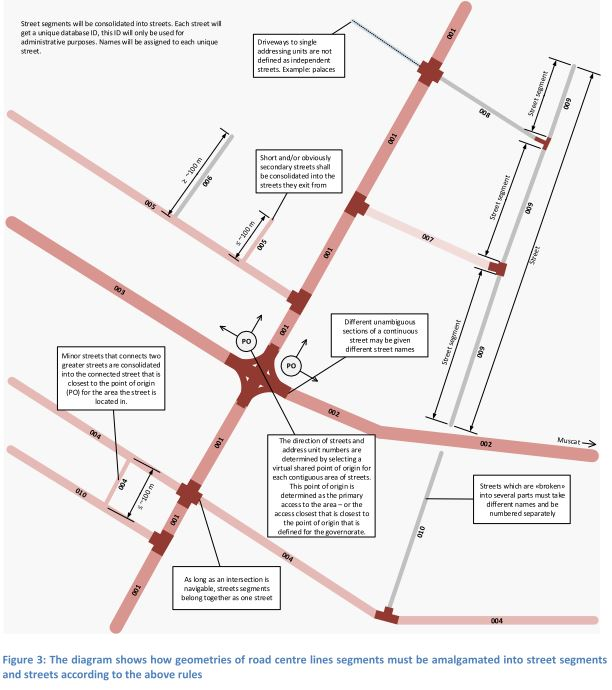 Street segments will be consolidated into streets. Each street will
get a unique database ID, this ID will only be used for
administrative purposes. Names will be assigned to each unique
street.
Driveways to single
addressing units are not
defined as independent
streets. Example: palaces
001
008
Street segment
009
001
≥ ~100 m
006
Short and/or obviously
secondary streets shall
be consolidated into the
streets they exit from
005
≤ ~100 m
005
007
Street segment
009
Street
001
003
001
PO
PO
Different unambiguous
sections of a continuous
street may be given
different street names
Street segment
009
Minor streets that connects two
greater streets are consolidated
into the connected street that is
closest to the point of origin
(PO) for the area the street is
located in.
002
002
Muscat
004
001
The direction of streets and
address unit numbers are
determined by selecting a
virtual shared point of origin for
each contiguous area of streets.
This point of origin is
determined as the primary
access to the area – or the
access closest that is closest to
the point of origin that is
defined for the governorate.
004
≤ ~100 m
010
001
Streets which are «broken»
into several parts must take
different names and be
numbered separately
010
004
As long as an intersection is
navigable, streets segments
belong together as one street
001
004
Figure 3: The diagram shows how geometries of road centre lines segments must be amalgamated into street segments
and streets according to the above rules